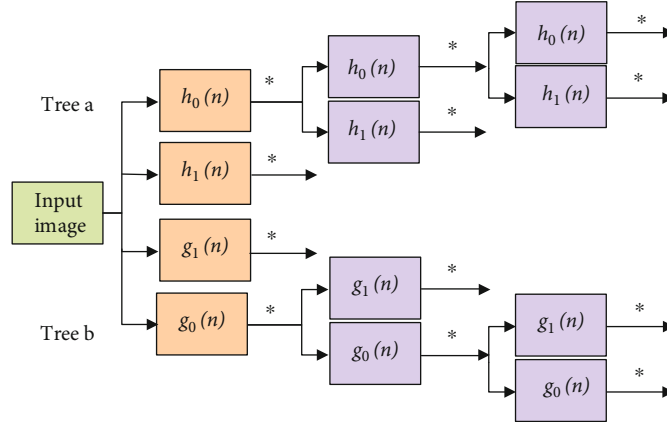 h₀(n) *
* h₀(n) *
Tree a h₀(n) * h₁(n) *
h₁(n) *
h₁(n) *
Input
image
g₁(n) *
g₁(n) *
g₀(n) * g₁(n) *
Tree b g₀(n) *
g₀(n) *